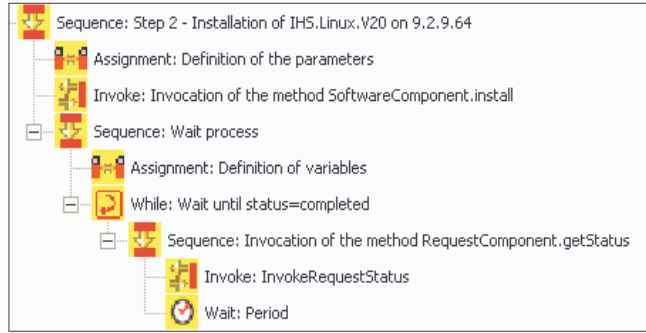 Sequence: Step 2 - Installation of IHS.Linux.V20 on 9.2.9.64
Assignment: Definition of the parameters
Invoke: Invocation of the method SoftwareComponent.install
Sequence: Wait process
Assignment: Definition of variables
While: Wait until status=completed
Sequence: Invocation of the method RequestComponent.getStatus
Invoke: InvokeRequestStatus
Wait: Period